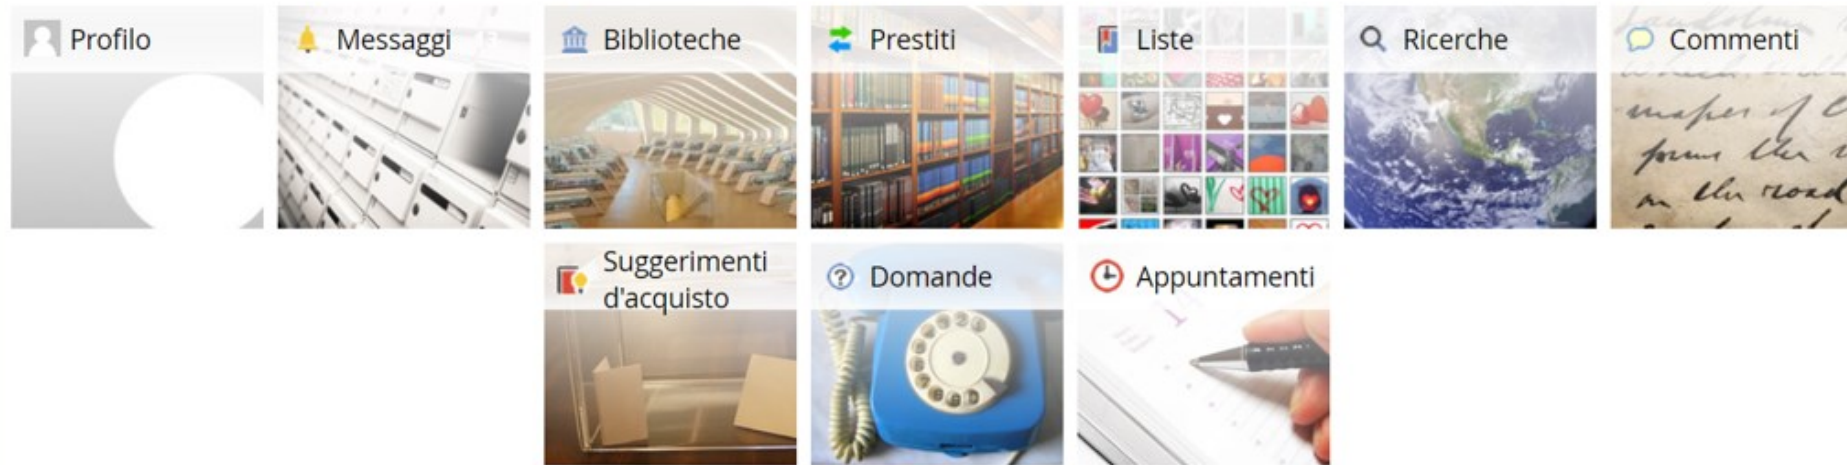 Profilo
Messaggi
Biblioteche
Prestiti
Liste
Ricerche
Commenti
Suggerimenti
d'acquisto
Domande
Appuntamenti